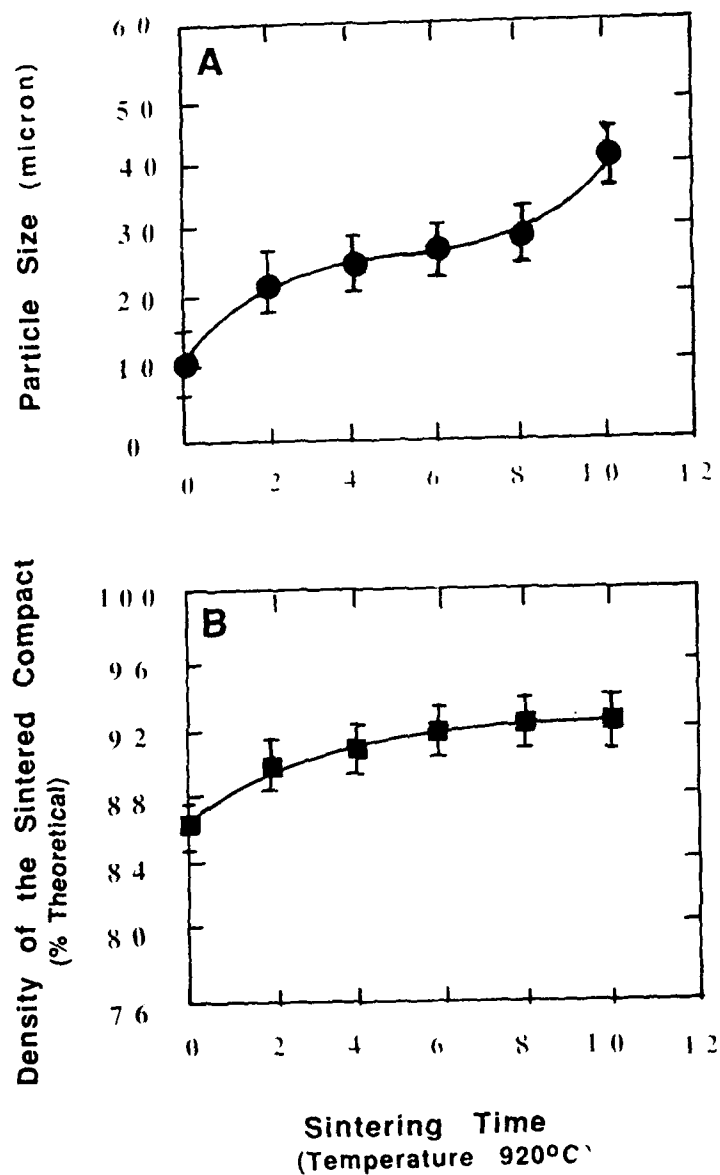 A
Particle Size (micron)
60
50
40
30
20
10
0
0 2 4 6 8 10 12
B
Density of the Sintered Compact
(% Theoretical)
100
96
92
88
84
80
76
0 2 4 6 8 10 12
Sintering Time
(Temperature 920°C)